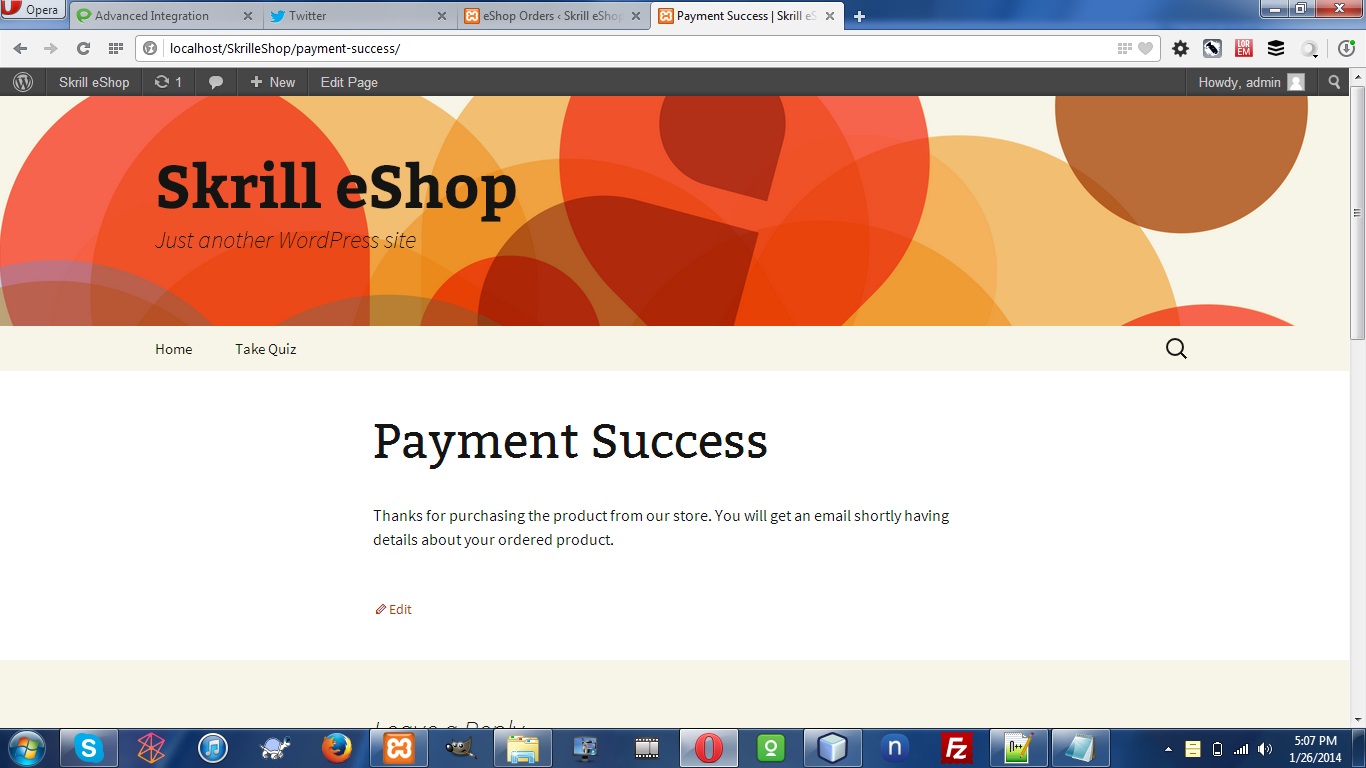 Opera
Advanced Integration
Twitter
eShop Orders ‹ Skrill eShop
Payment Success | Skrill eS
localhost/SkrilleShop/payment-success/
LOR
EM
Skrill eShop
1
New
Edit Page
Howdy, admin
Skrill eShop
Just another WordPress site
Home
Take Quiz
Payment Success
Thanks for purchasing the product from our store. You will get an email shortly having
details about your ordered product.
Edit
Leave a Reply
5:07 PM
1/26/2014